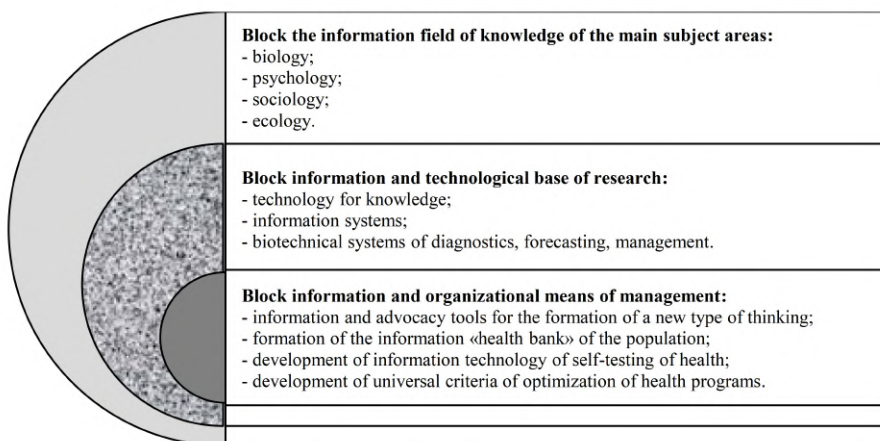 Block the information field of knowledge of the main subject areas:
- biology;
- psychology;
- sociology;
- ecology.
Block information and technological base of research:
- technology for knowledge;
- information systems;
- biotechnical systems of diagnostics, forecasting, management.
Block information and organizational means of management:
- information and advocacy tools for the formation of a new type of thinking;
- formation of the information «health bank» of the population;
- development of information technology of self-testing of health;
- development of universal criteria of optimization of health programs.